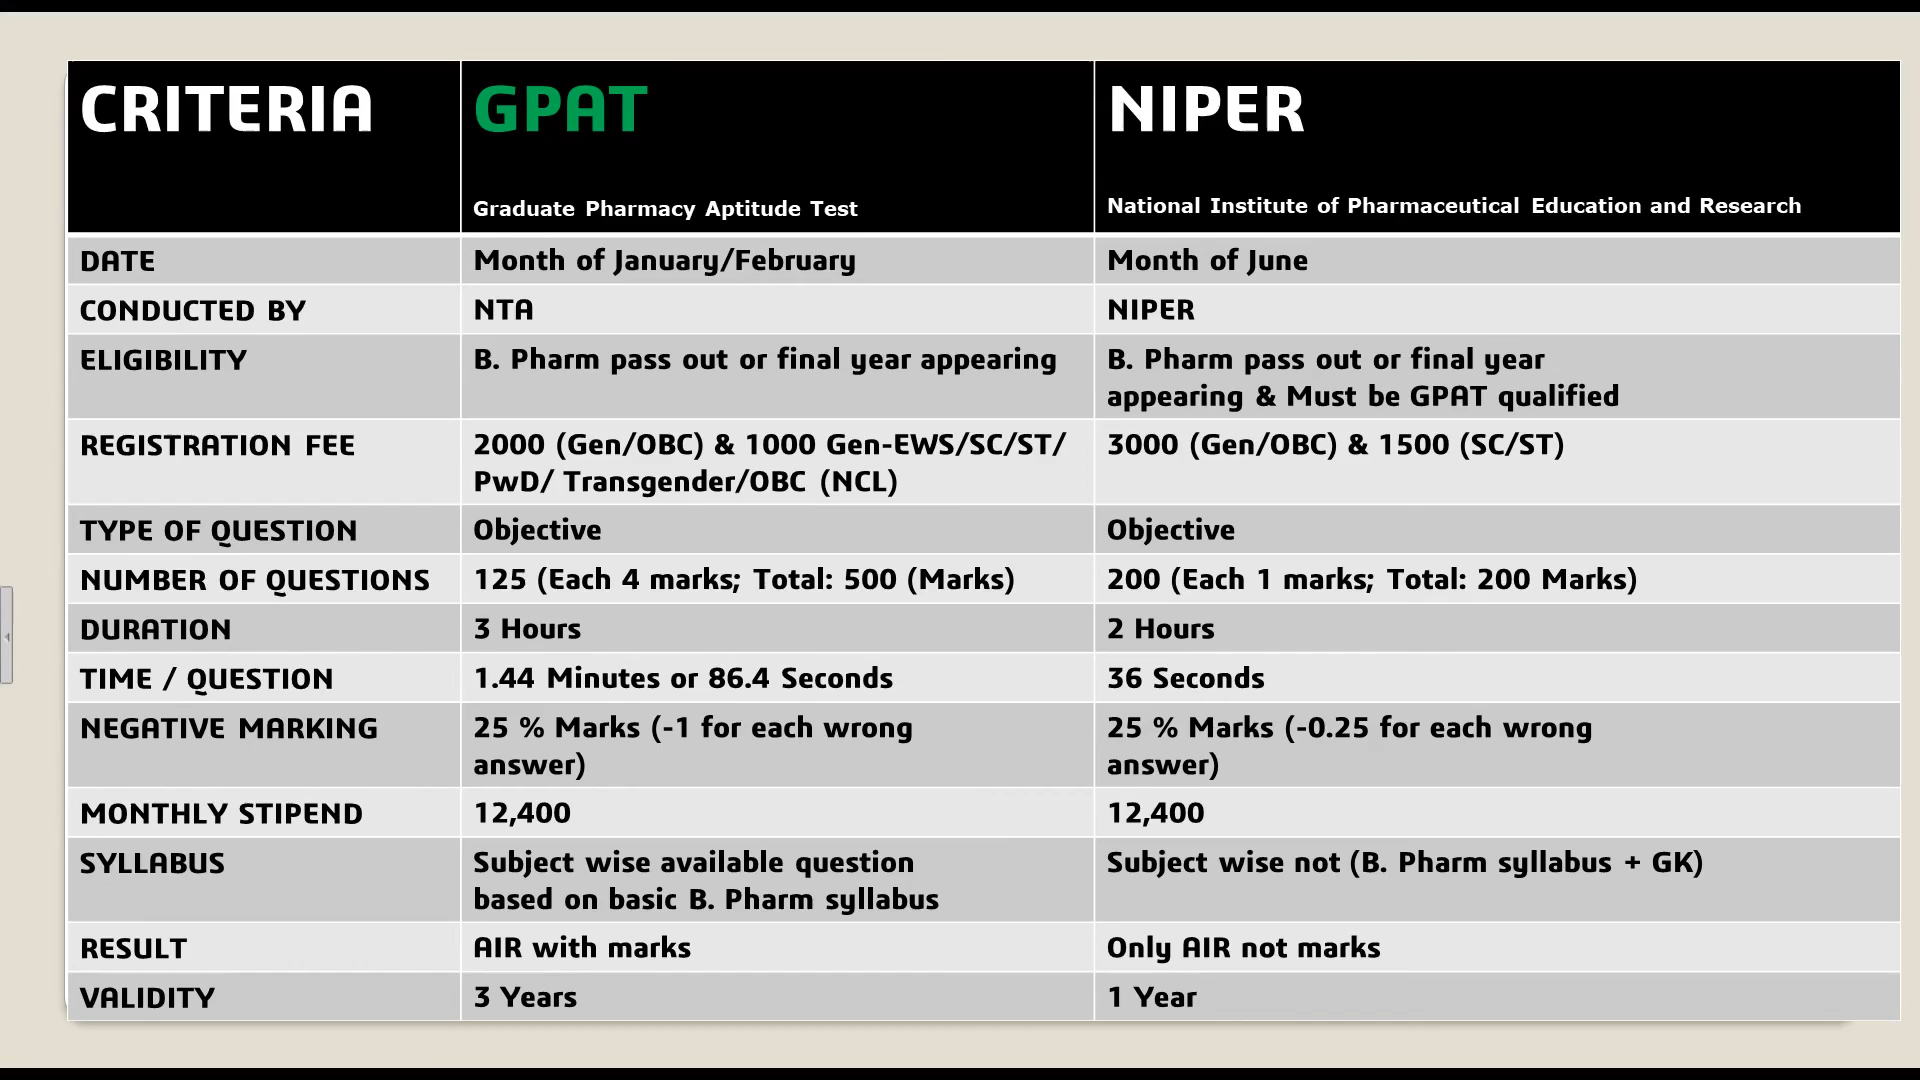 CRITERIA
GPAT
Graduate Pharmacy Aptitude Test
NIPER
National Institute of Pharmaceutical Education and Research
DATE
Month of January/February
Month of June
CONDUCTED BY
NTA
NIPER
ELIGIBILITY
B. Pharm pass out or final year appearing
B. Pharm pass out or final year
appearing & Must be GPAT qualified
REGISTRATION FEE
2000 (Gen/OBC) & 1000 Gen-EWS/SC/ST/
PwD/ Transgender/OBC (NCL)
3000 (Gen/OBC) & 1500 (SC/ST)
TYPE OF QUESTION
Objective
Objective
NUMBER OF QUESTIONS
125 (Each 4 marks; Total: 500 (Marks)
200 (Each 1 marks; Total: 200 Marks)
DURATION
3 Hours
2 Hours
TIME / QUESTION
1.44 Minutes or 86.4 Seconds
36 Seconds
NEGATIVE MARKING
25 % Marks (-1 for each wrong
answer)
25 % Marks (-0.25 for each wrong
answer)
MONTHLY STIPEND
12,400
12,400
SYLLABUS
Subject wise available question
based on basic B. Pharm syllabus
Subject wise not (B. Pharm syllabus + GK)
RESULT
AIR with marks
Only AIR not marks
VALIDITY
3 Years
1 Year